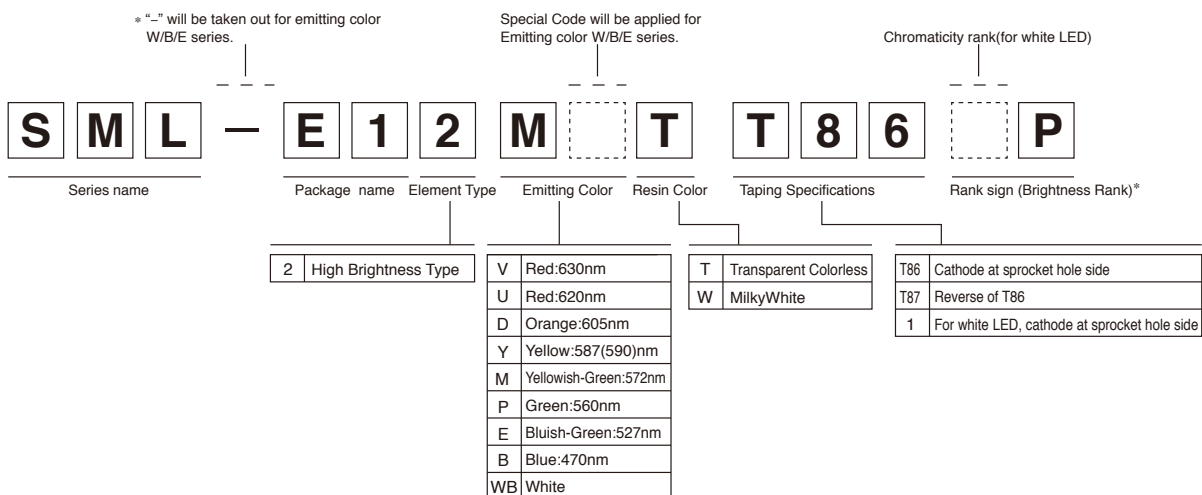 * “–” will be taken out for emitting color
W/B/E series.
Special Code will be applied for
Emitting color W/B/E series.
Chromaticity rank(for white LED)
S M L – E 1 2 M T T 8 6 P
Series name
Package name
Element Type
Emitting Color
Resin Color
Taping Specifications
Rank sign (Brightness Rank)*
2 High Brightness Type
V Red:630nm
U Red:620nm
D Orange:605nm
Y Yellow:587(590)nm
M Yellowish-Green:572nm
P Green:560nm
E Bluish-Green:527nm
B Blue:470nm
WB White
T Transparent Colorless
W MilkyWhite
T86 Cathode at sprocket hole side
T87 Reverse of T86
1 For white LED, cathode at sprocket hole side